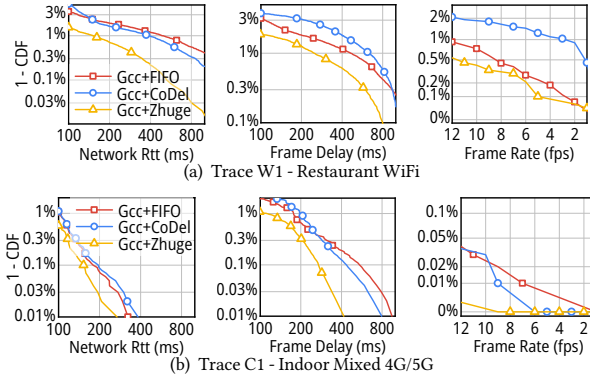 1 - CDF
3%
1%
0.3%
0.1%
0.03%
Gcc+FIFO
Gcc+CoDel
Gcc+Zhuge
100 200 400 800
Network Rtt (ms)
3%
1%
0.3%
0.1%
100 200 400 800
Frame Delay (ms)
2%
1%
0.5%
0.2%
0.1%
0%
12 10 8 6 4 2
Frame Rate (fps)
(a) Trace W1 - Restaurant WiFi
1 - CDF
1%
0.3%
0.1%
0.03%
0.01%
Gcc+FIFO
Gcc+CoDel
Gcc+Zhuge
100 200 400 800
Network Rtt (ms)
1%
0.3%
0.1%
0.03%
0.01%
100 200 400 800
Frame Delay (ms)
0.1%
0.05%
0.02%
0.01%
0%
12 10 8 6 4 2
Frame Rate (fps)
(b) Trace C1 - Indoor Mixed 4G/5G